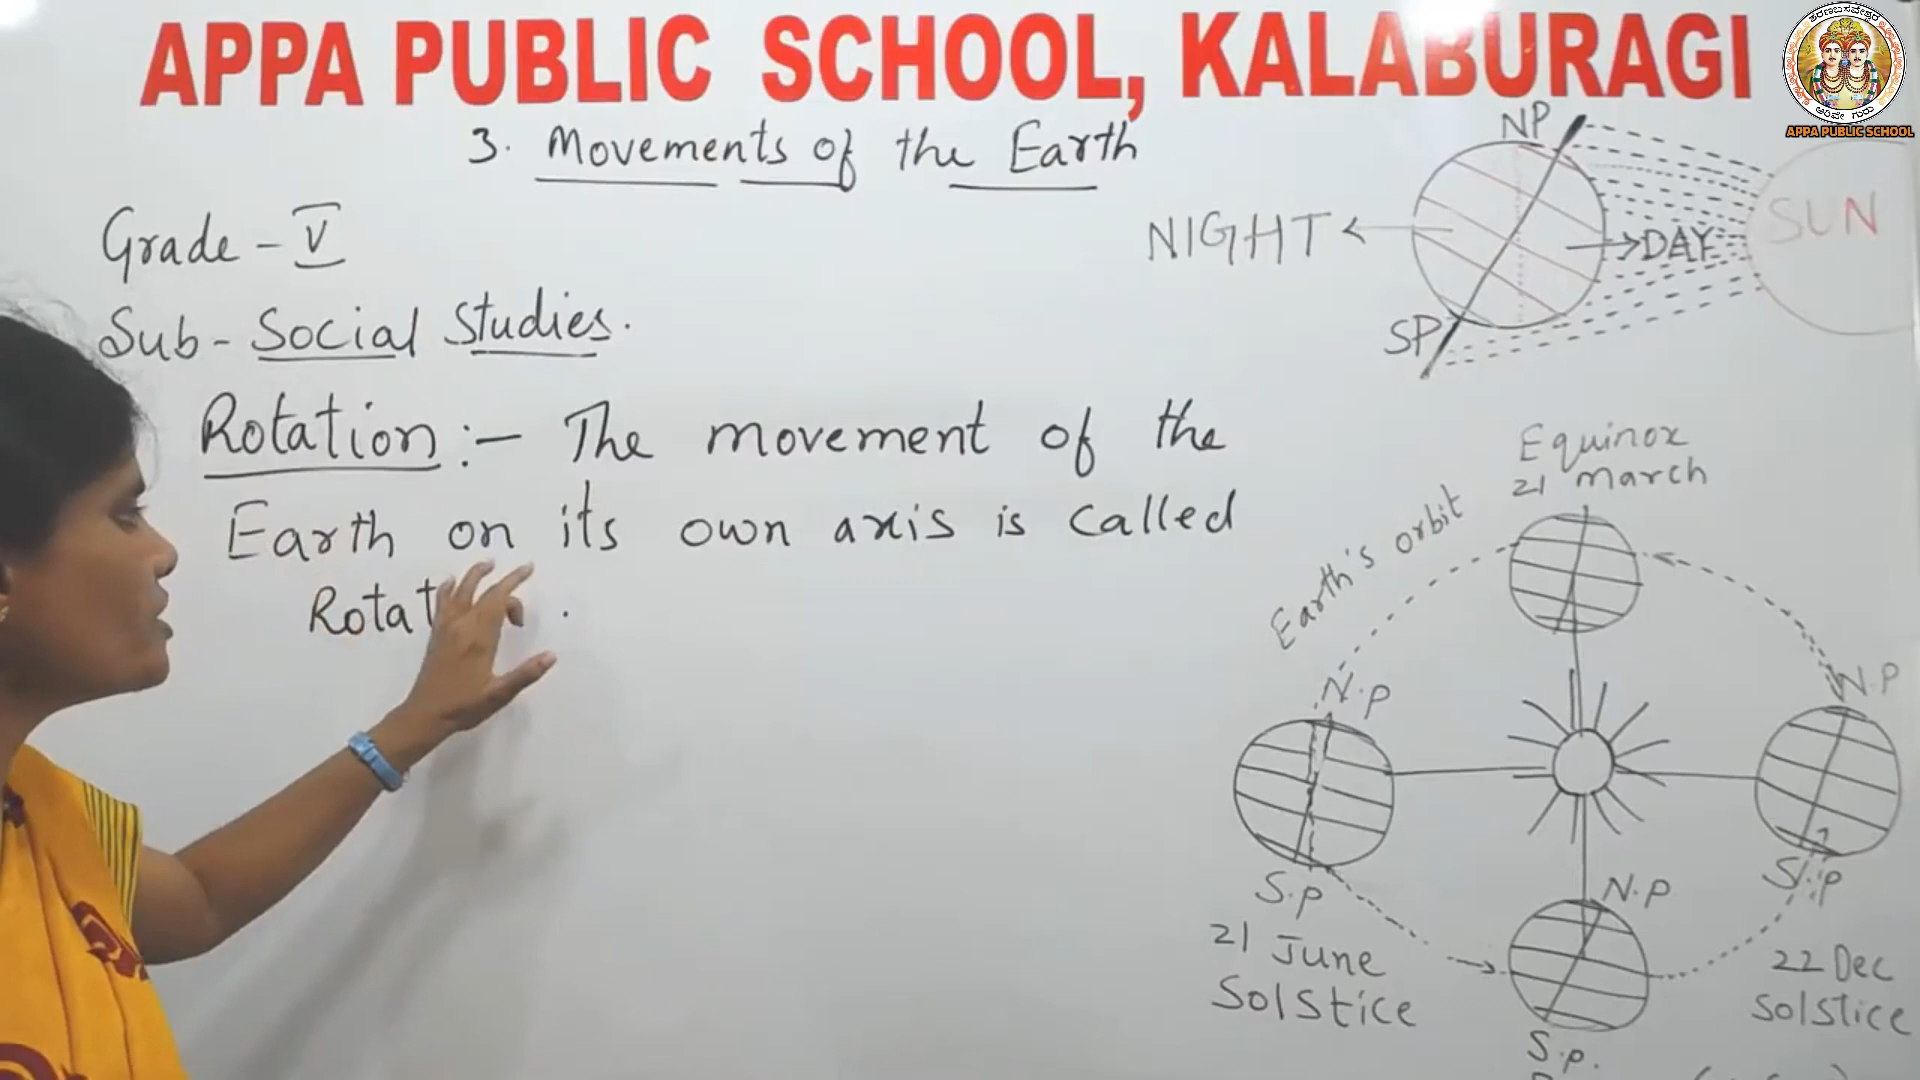 APPA PUBLIC SCHOOL, KALABURAGI
APPA PUBLIC SCHOOL
3. Movements of the Earth
Grade - V
Sub - Social Studies.
Rotation :- The movement of the
Earth on its own axis is called
Rotat .
NP
NIGHT
DAY
SUN
SP
Equinox
21 march
Earth's orbit
N.P
N.P
S.P
21 June
Solstice
N.P
S.P.
S.P
22 Dec
Solstice